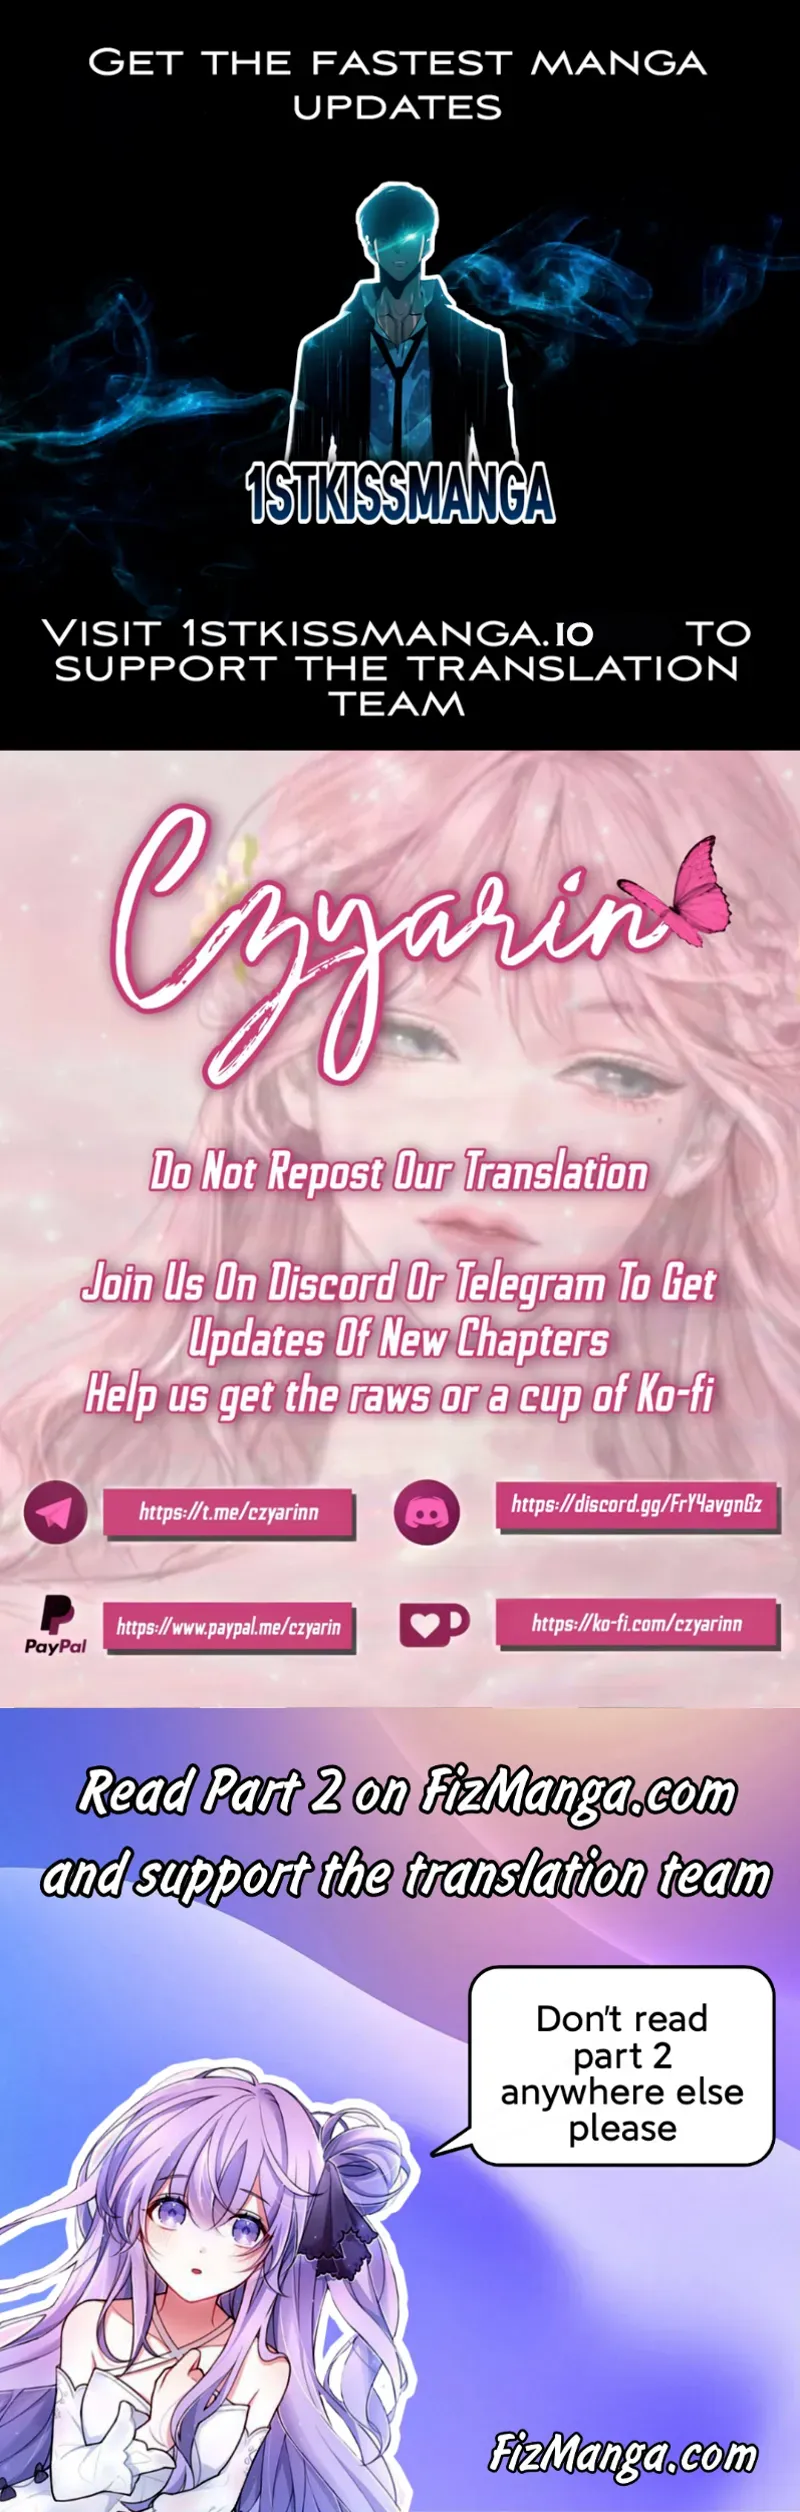 GET THE FASTEST MANGA
UPDATES
1STKISSMANGA
VISIT 1STKISSMANGA.IO TO
SUPPORT THE TRANSLATION
TEAM
Czyarin
Do Not Repost Our Translation
Join Us On Discord Or Telegram To Get
Updates Of New Chapters
Help us get the raws or a cup of Ko-fi
https://t.me/czyarinn
https://discord.gg/FrY4avgnGz
PayPal
https://www.paypal.me/czyarin
https://ko-fi.com/czyarinn
Read Part 2 on FizManga.com
and support the translation team
Don't read
part 2
anywhere else
please
FizManga.com